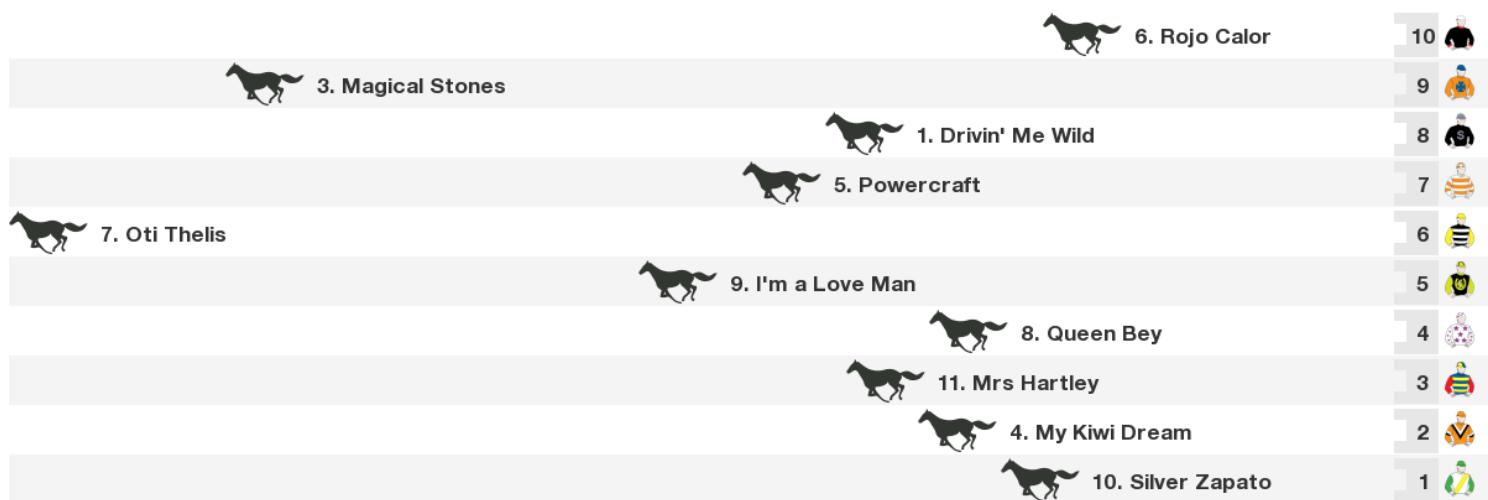 6. Rojo Calor 10
3. Magical Stones 9
1. Drivin' Me Wild 8
S
5. Powercraft 7
7. Oti Thelis 6
9. I'm a Love Man 5
8. Queen Bey 4
11. Mrs Hartley 3
4. My Kiwi Dream 2
10. Silver Zapato 1